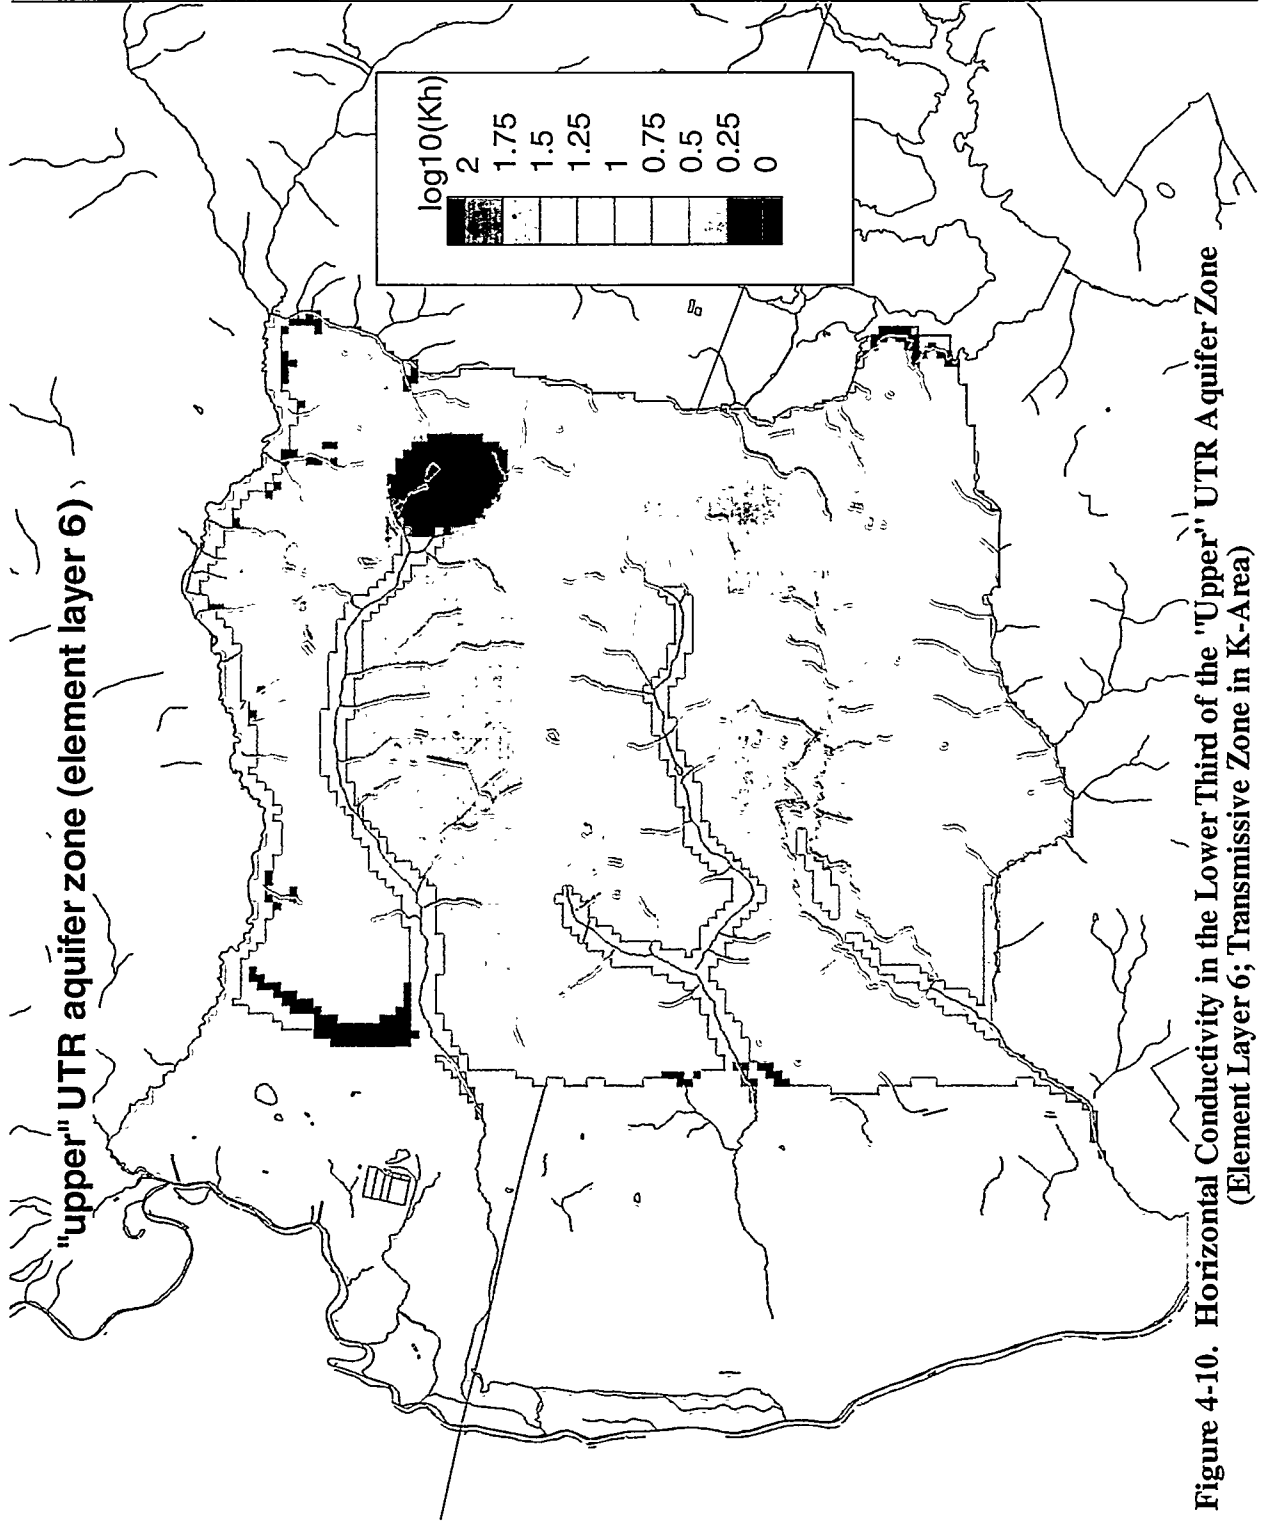 "upper" UTR aquifer zone (element layer 6)
log10(Kh)
2
1.75
1.5
1.25
1
0.75
0.5
0.25
0
Figure 4-10. Horizontal Conductivity in the Lower Third of the "Upper" UTR Aquifer Zone
(Element Layer 6; Transmissive Zone in K-Area)